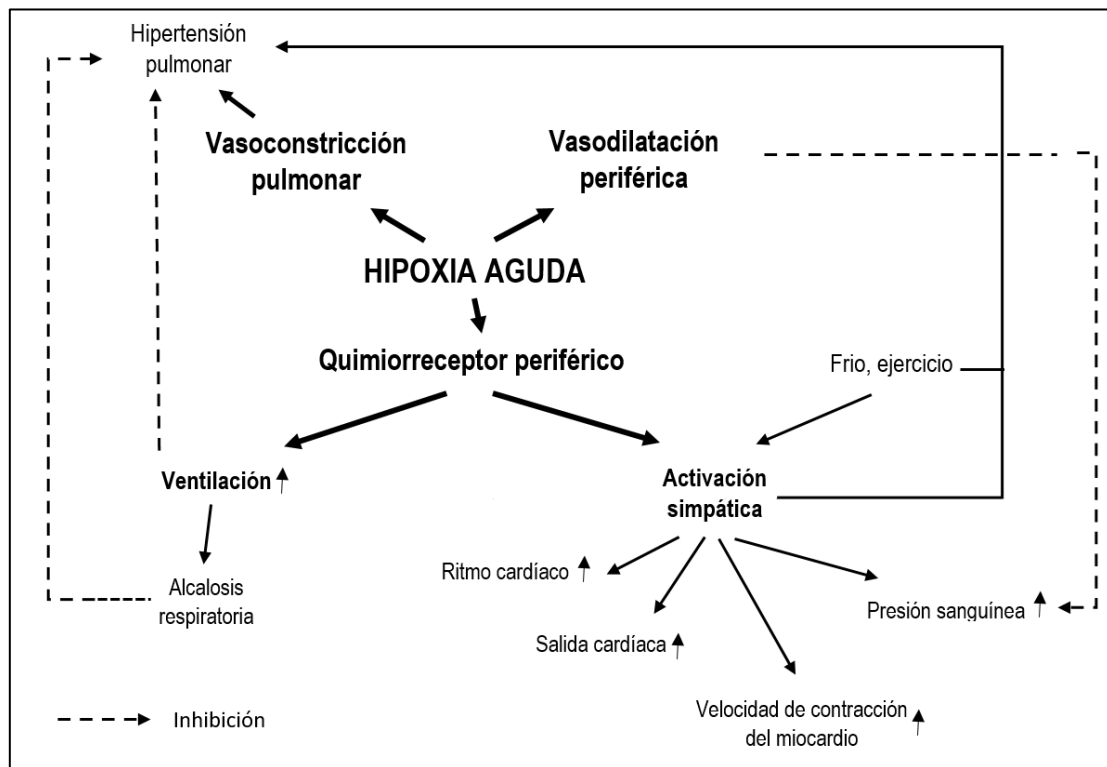 Hipertensión
pulmonar
Vasoconstricción
pulmonar
Vasodilatación
periférica
HIPOXIA AGUDA
Quimiorreceptor periférico
Frio, ejercicio
Ventilación
Activación
simpática
Alcalosis
respiratoria
Ritmo cardíaco
Salida cardíaca
Presión sanguínea
Velocidad de contracción
del miocardio
Inhibición